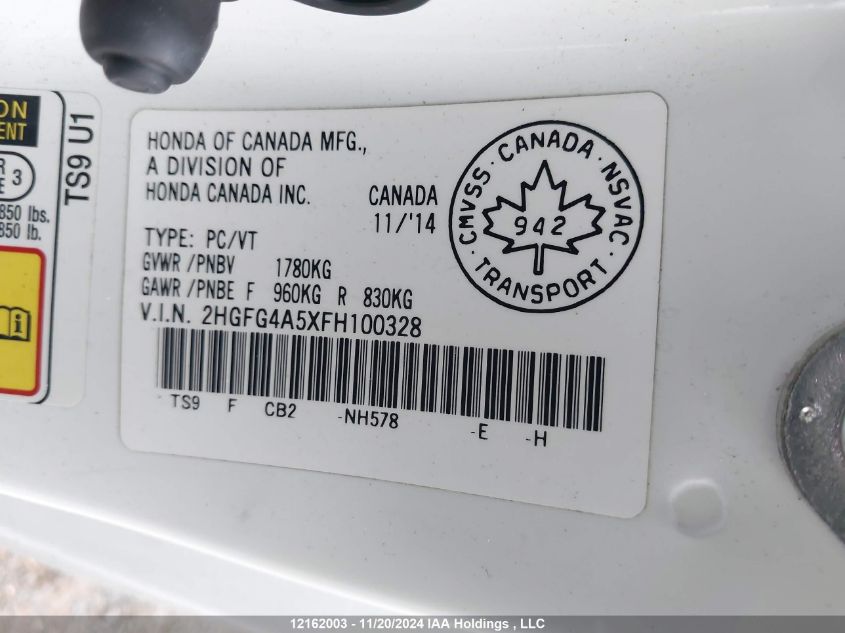 ON
ENT
R
E 3
850 lbs.
850 lb.
TS9 U1
HONDA OF CANADA MFG.,
A DIVISION OF
HONDA CANADA INC.
CANADA
11/'14
TYPE: PC/VT
GVWR /PNBV 1780KG
GAWR /PNBE F 960KG R 830KG
V.I.N. 2HGFG4A5XFH100328
- TS9 F CB2 -NH578 -E -H
CMVSS · CANADA · NSVAC
942
· TRANSPORT ·
12162003 - 11/20/2024 IAA Holdings , LLC